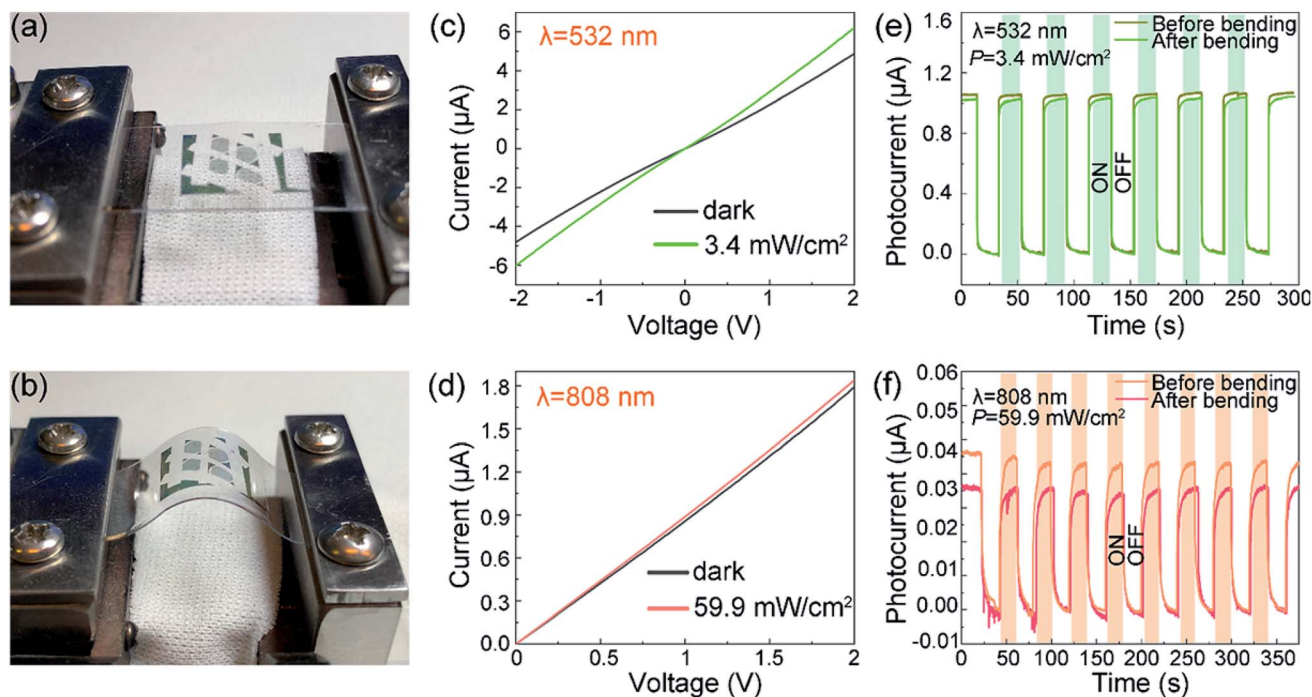 (a)
(b)
(c)
λ=532 nm
Current (µA)
6
4
2
0
-2
-4
-6
dark
3.4 mW/cm²
-2
-1
0
1
2
Voltage (V)
(d)
λ=808 nm
Current (µA)
1.8
1.5
1.2
0.9
0.6
0.3
0.0
dark
59.9 mW/cm²
0
0.5
1
1.5
2
Voltage (V)
(e)
λ=532 nm
P=3.4 mW/cm²
Before bending
After bending
Photocurrent (µA)
1.6
1.2
0.8
0.4
0.0
ON
OFF
0
50
100
150
200
250
300
Time (s)
(f)
λ=808 nm
P=59.9 mW/cm²
Before bending
After bending
Photocurrent (µA)
0.06
0.04
0.03
0.02
0.01
0.00
-0.01
ON
OFF
0
50
100
150
200
250
300
350
Time (s)